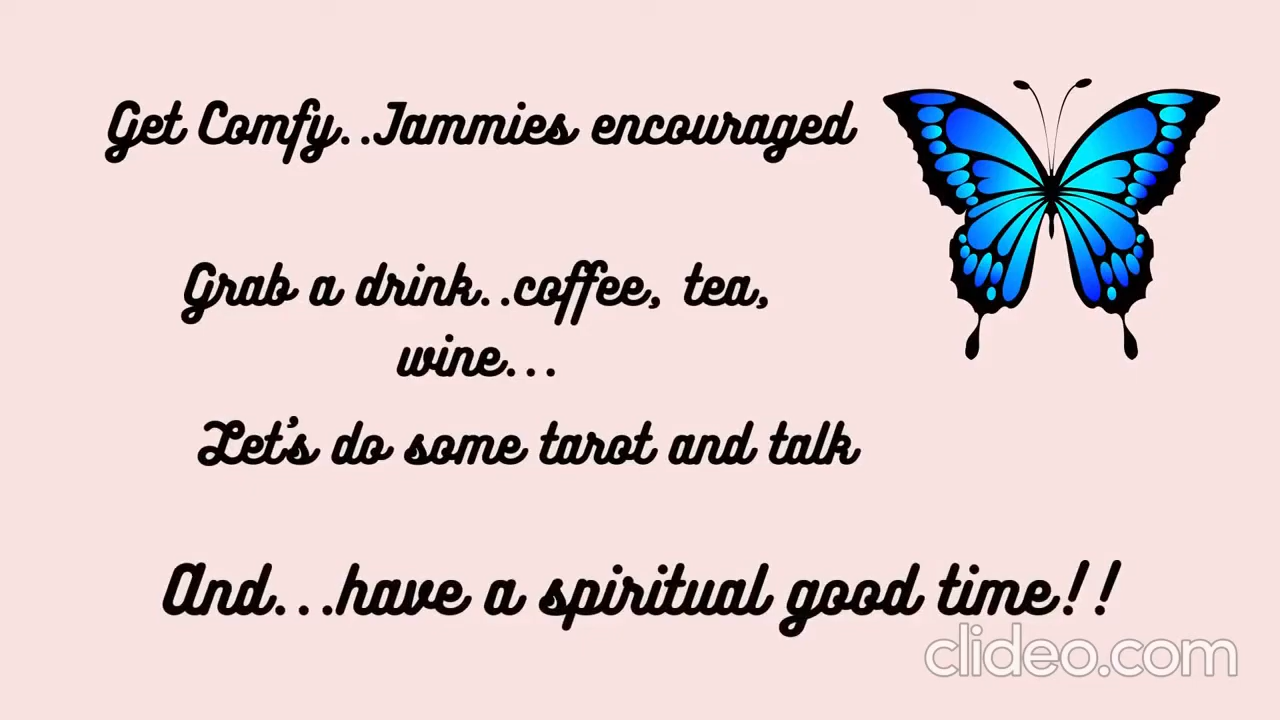 Get Comfy..Jammies encouraged
Grab a drink..coffee, tea,
wine...
Let's do some tarot and talk
And...have a spiritual good time!!
clideo.com